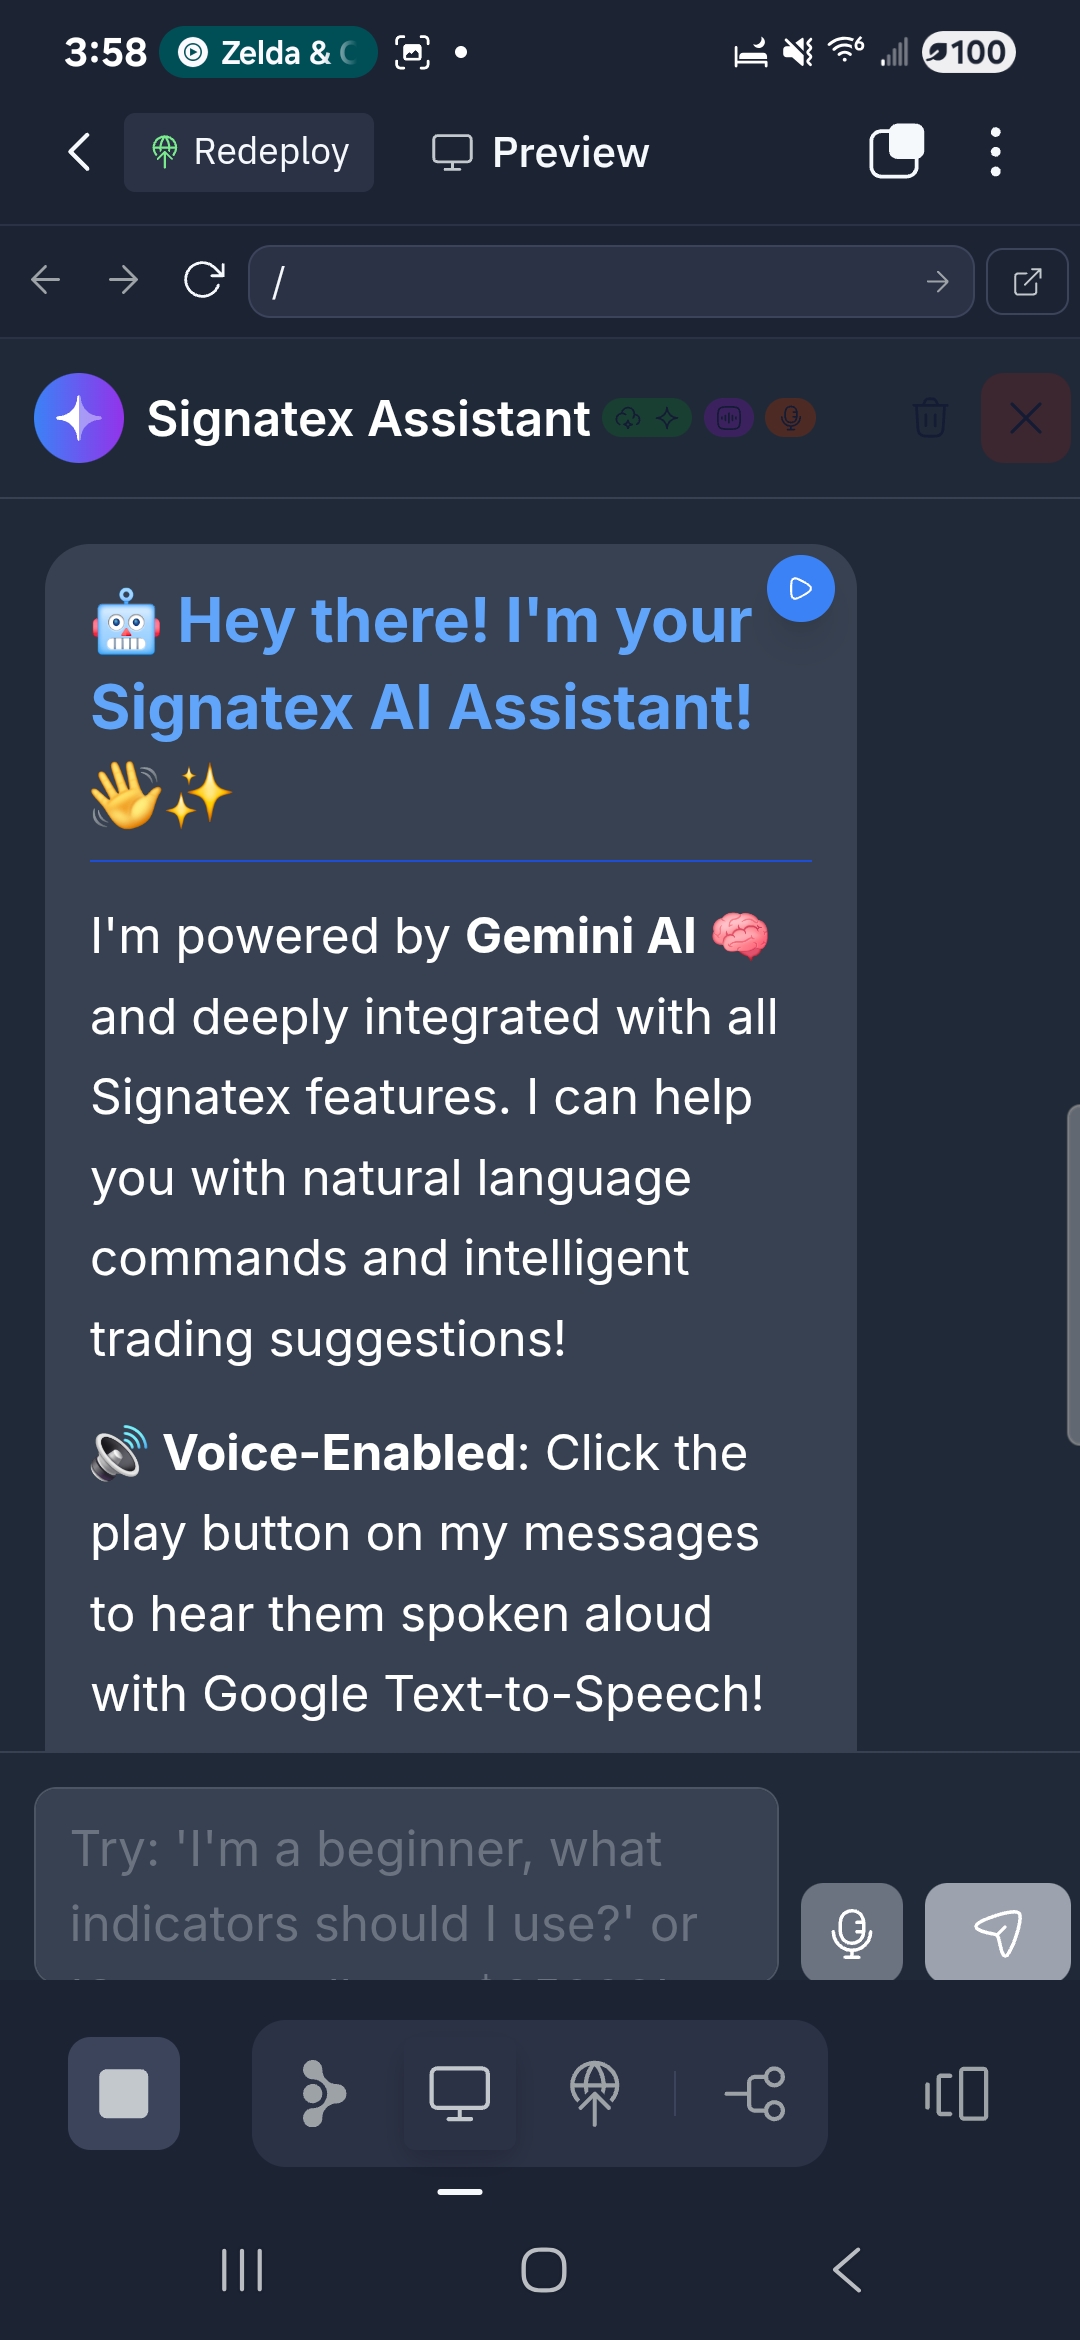 3:58 Zelda & 100
Redeploy Preview
/
Signatex Assistant
Hey there! I'm your
Signatex AI Assistant!
I'm powered by Gemini AI
and deeply integrated with all
Signatex features. I can help
you with natural language
commands and intelligent
trading suggestions!
Voice-Enabled: Click the
play button on my messages
to hear them spoken aloud
with Google Text-to-Speech!
Try: 'I'm a beginner, what
indicators should I use?' or